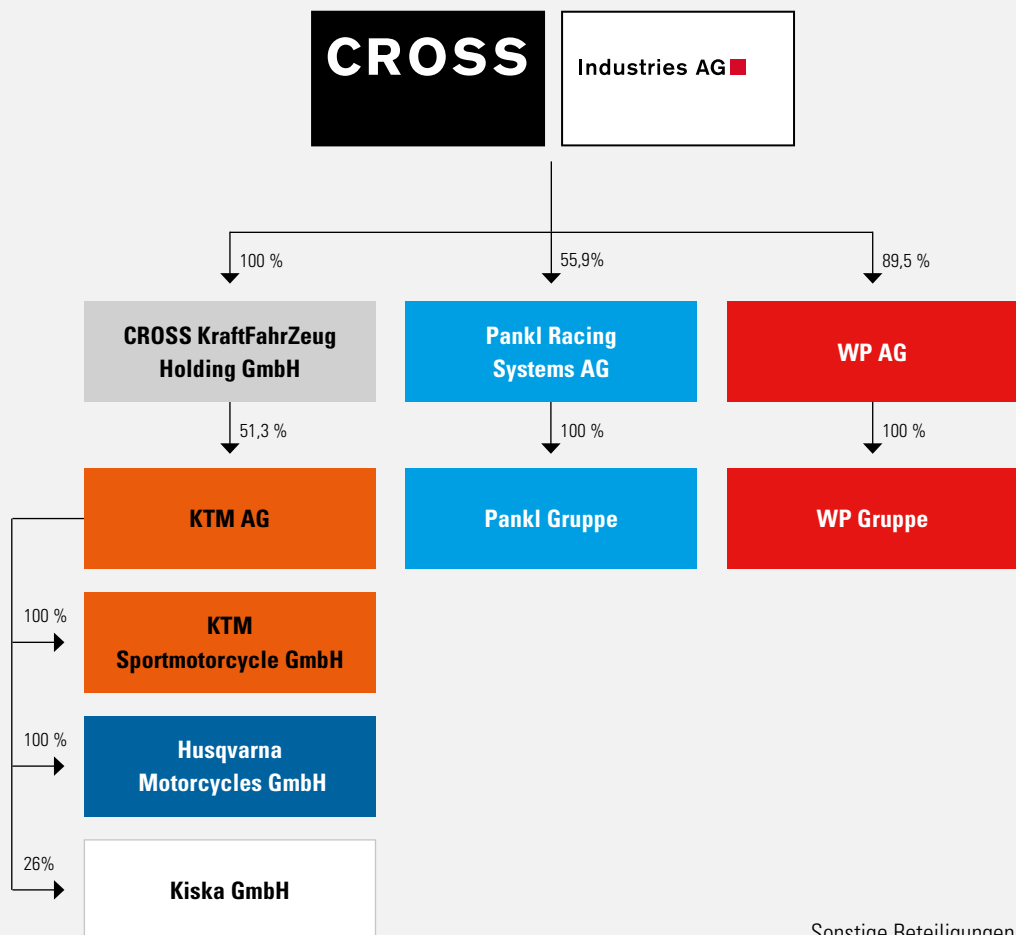 CROSS
Industries AG
100 %
55,9%
89,5 %
CROSS KraftFahrZeug
Holding GmbH
Pankl Racing
Systems AG
WP AG
51,3 %
100 %
100 %
KTM AG
Pankl Gruppe
WP Gruppe
100 %
KTM
Sportmotorcycle GmbH
100 %
Husqvarna
Motorcycles GmbH
26%
Kiska GmbH
Sonstige Beteiligungen